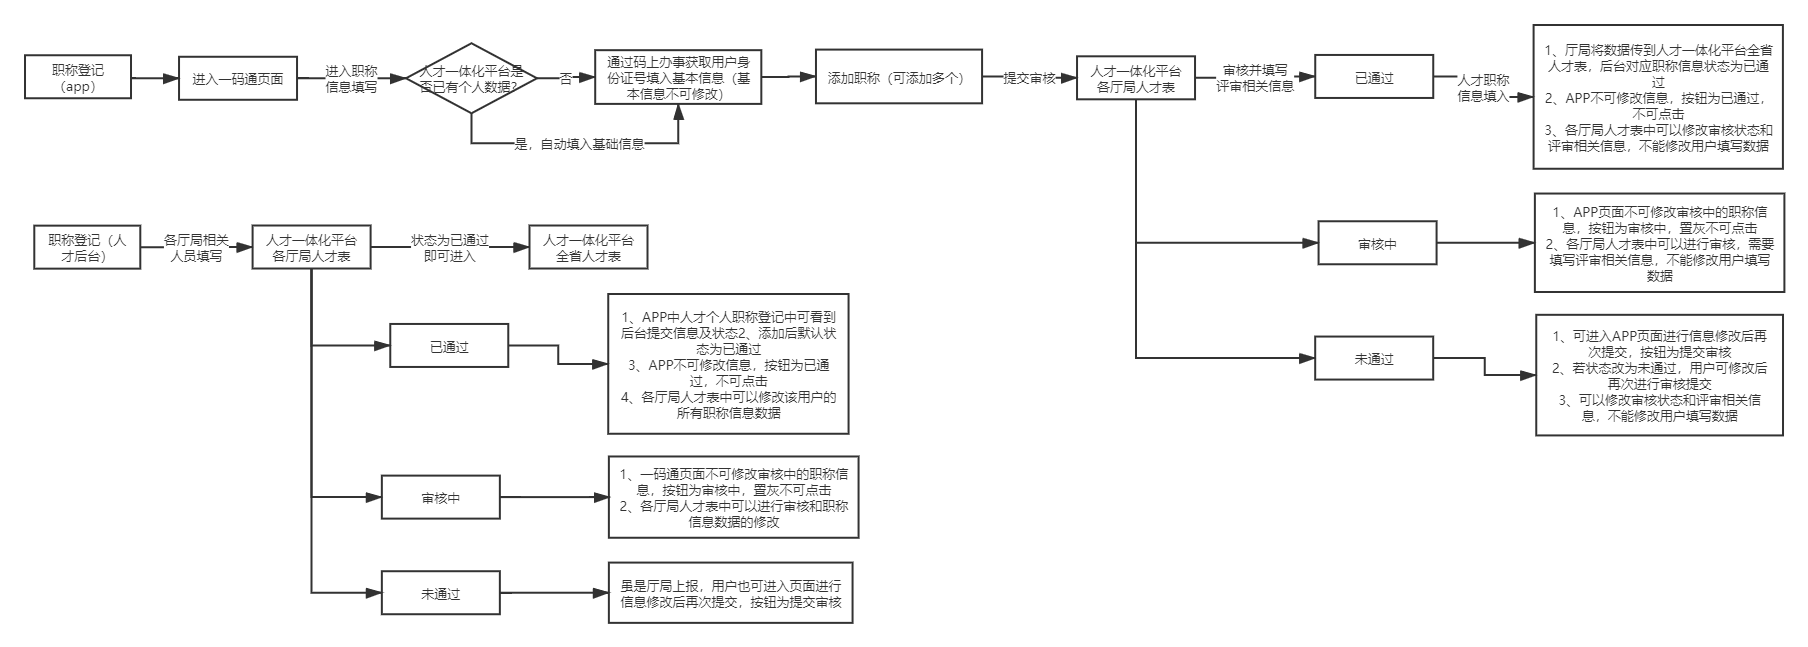 职称登记
（app）
进入一码通页面
进入职称
信息填写
人才一体化平台是
否已有个人数据?
否
是，自动填入基础信息
通过码上办事获取用户身
份证号填入基本信息（基
本信息不可修改）
添加职称（可添加多个）
提交审核
人才一体化平台
各厅局人才表
审核并填写
评审相关信息
已通过
人才职称
信息填入
1、厅局将数据传到人才一体化平台全省
人才表，后台对应职称信息状态为已通
过
2、APP不可修改信息，按钮为已通过，
不可点击
3、各厅局人才表中可以修改审核状态和
评审相关信息，不能修改用户填写数据
审核中
1、APP页面不可修改审核中的职称信
息，按钮为审核中，置灰不可点击
2、各厅局人才表中可以进行审核，需要
填写评审相关信息，不能修改用户填写
数据
未通过
1、可进入APP页面进行信息修改后再
次提交，按钮为提交审核
2、若状态改为未通过，用户可修改后
再次进行审核提交
3、可以修改审核状态和评审相关信
息，不能修改用户填写数据
职称登记（人
才后台）
各厅局相关
人员填写
人才一体化平台
各厅局人才表
状态为已通过
即可进入
人才一体化平台
全省人才表
已通过
1、APP中人才个人职称登记中可看到
后台提交信息及状态2、添加后默认状
态为已通过
3、APP不可修改信息，按钮为已通
过，不可点击
4、各厅局人才表中可以修改该用户的
所有职称信息数据
审核中
1、一码通页面不可修改审核中的职称信
息，按钮为审核中，置灰不可点击
2、各厅局人才表中可以进行审核和职称
信息数据的修改
未通过
虽是厅局上报，用户也可进入页面进行
信息修改后再次提交，按钮为提交审核